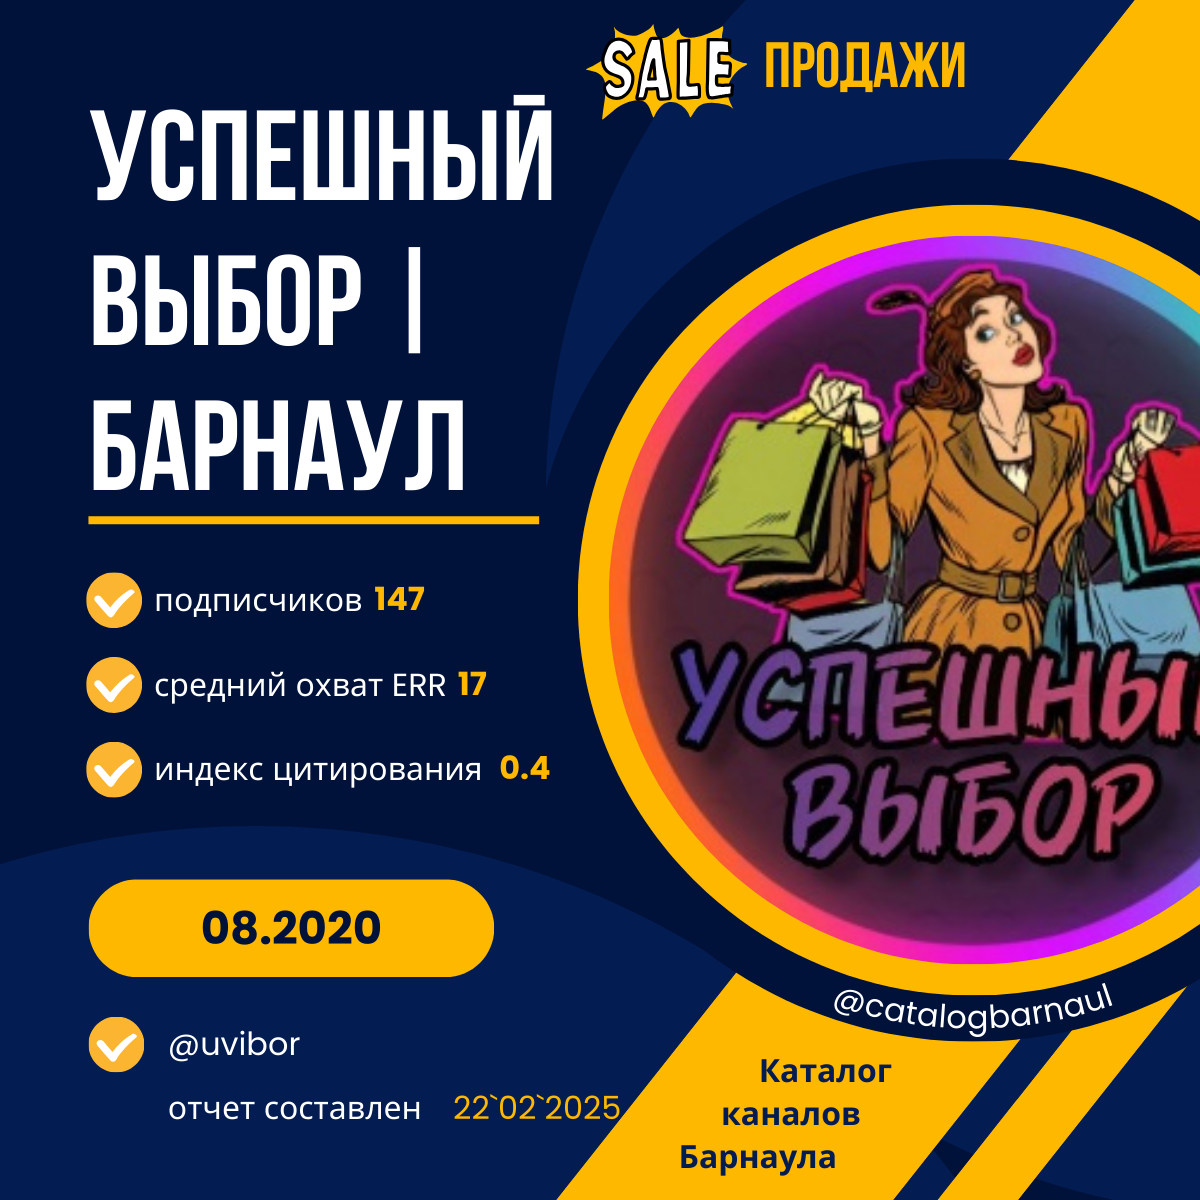 SALE ПРОДАЖИ
УСПЕШНЫЙ
ВЫБОР |
БАРНАУЛ
подписчиков 147
средний охват ERR 17
индекс цитирования 0.4
08.2020
@uvibor
отчет составлен 22`02`2025
УСПЕШНЫЙ
ВЫБОР
@catalogbarnaul
Каталог
каналов
Барнаула